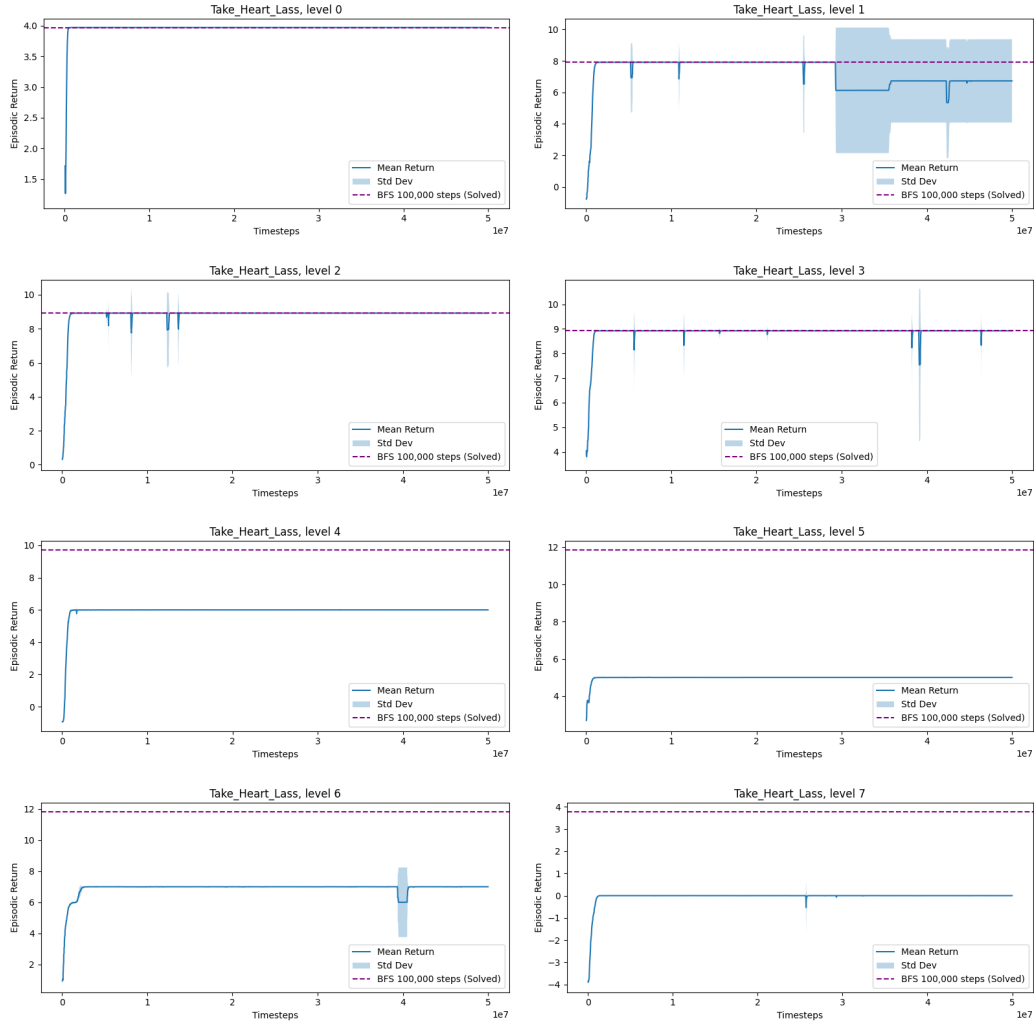 Take_Heart_Lass, level 0
Episodic Return
4.0
3.5
3.0
2.5
2.0
1.5
Mean Return
Std Dev
BFS 100,000 steps (Solved)
0 1 2 3 4 5
1e7
Timesteps
Take_Heart_Lass, level 1
Episodic Return
10
8
6
4
2
0
Mean Return
Std Dev
BFS 100,000 steps (Solved)
0 1 2 3 4 5
1e7
Timesteps
Take_Heart_Lass, level 2
Episodic Return
10
8
6
4
2
0
Mean Return
Std Dev
BFS 100,000 steps (Solved)
0 1 2 3 4 5
1e7
Timesteps
Take_Heart_Lass, level 3
Episodic Return
10
9
8
7
6
5
4
Mean Return
Std Dev
BFS 100,000 steps (Solved)
0 1 2 3 4 5
1e7
Timesteps
Take_Heart_Lass, level 4
Episodic Return
10
8
6
4
2
0
Mean Return
Std Dev
BFS 100,000 steps (Solved)
0 1 2 3 4 5
1e7
Timesteps
Take_Heart_Lass, level 5
Episodic Return
12
10
8
6
4
Mean Return
Std Dev
BFS 100,000 steps (Solved)
0 1 2 3 4 5
1e7
Timesteps
Take_Heart_Lass, level 6
Episodic Return
12
10
8
6
4
2
Mean Return
Std Dev
BFS 100,000 steps (Solved)
0 1 2 3 4 5
1e7
Timesteps
Take_Heart_Lass, level 7
Episodic Return
4
3
2
1
0
−1
−2
−3
−4
Mean Return
Std Dev
BFS 100,000 steps (Solved)
0 1 2 3 4 5
1e7
Timesteps